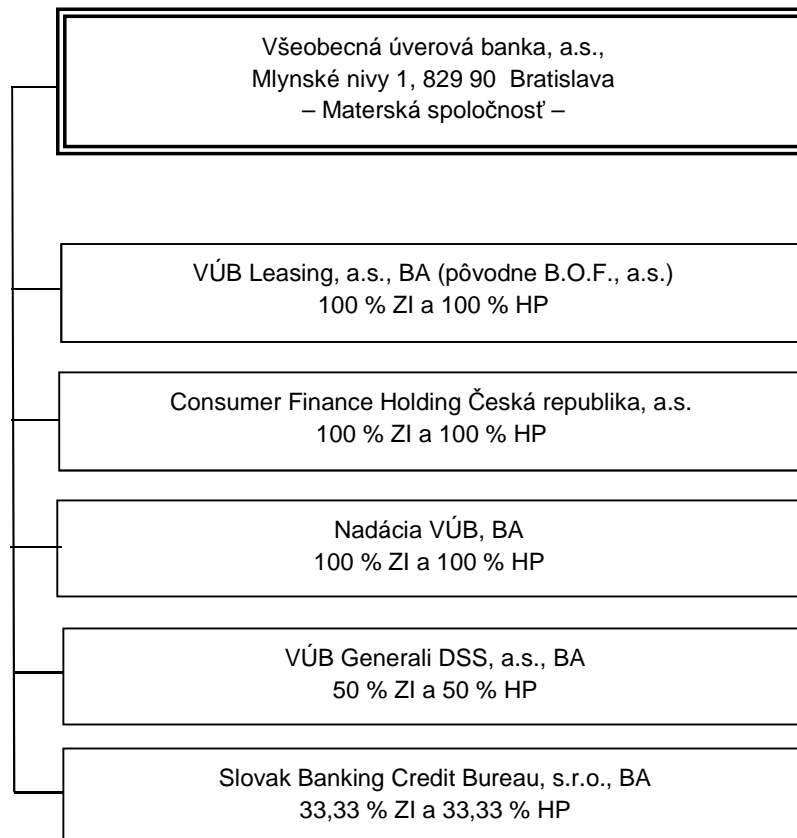 Všeobecná úverová banka, a.s.,
Mlynské nivy 1, 829 90 Bratislava
– Materská spoločnosť –
VÚB Leasing, a.s., BA (pôvodne B.O.F., a.s.)
100 % ZI a 100 % HP
Consumer Finance Holding Česká republika, a.s.
100 % ZI a 100 % HP
Nadácia VÚB, BA
100 % ZI a 100 % HP
VÚB Generali DSS, a.s., BA
50 % ZI a 50 % HP
Slovak Banking Credit Bureau, s.r.o., BA
33,33 % ZI a 33,33 % HP